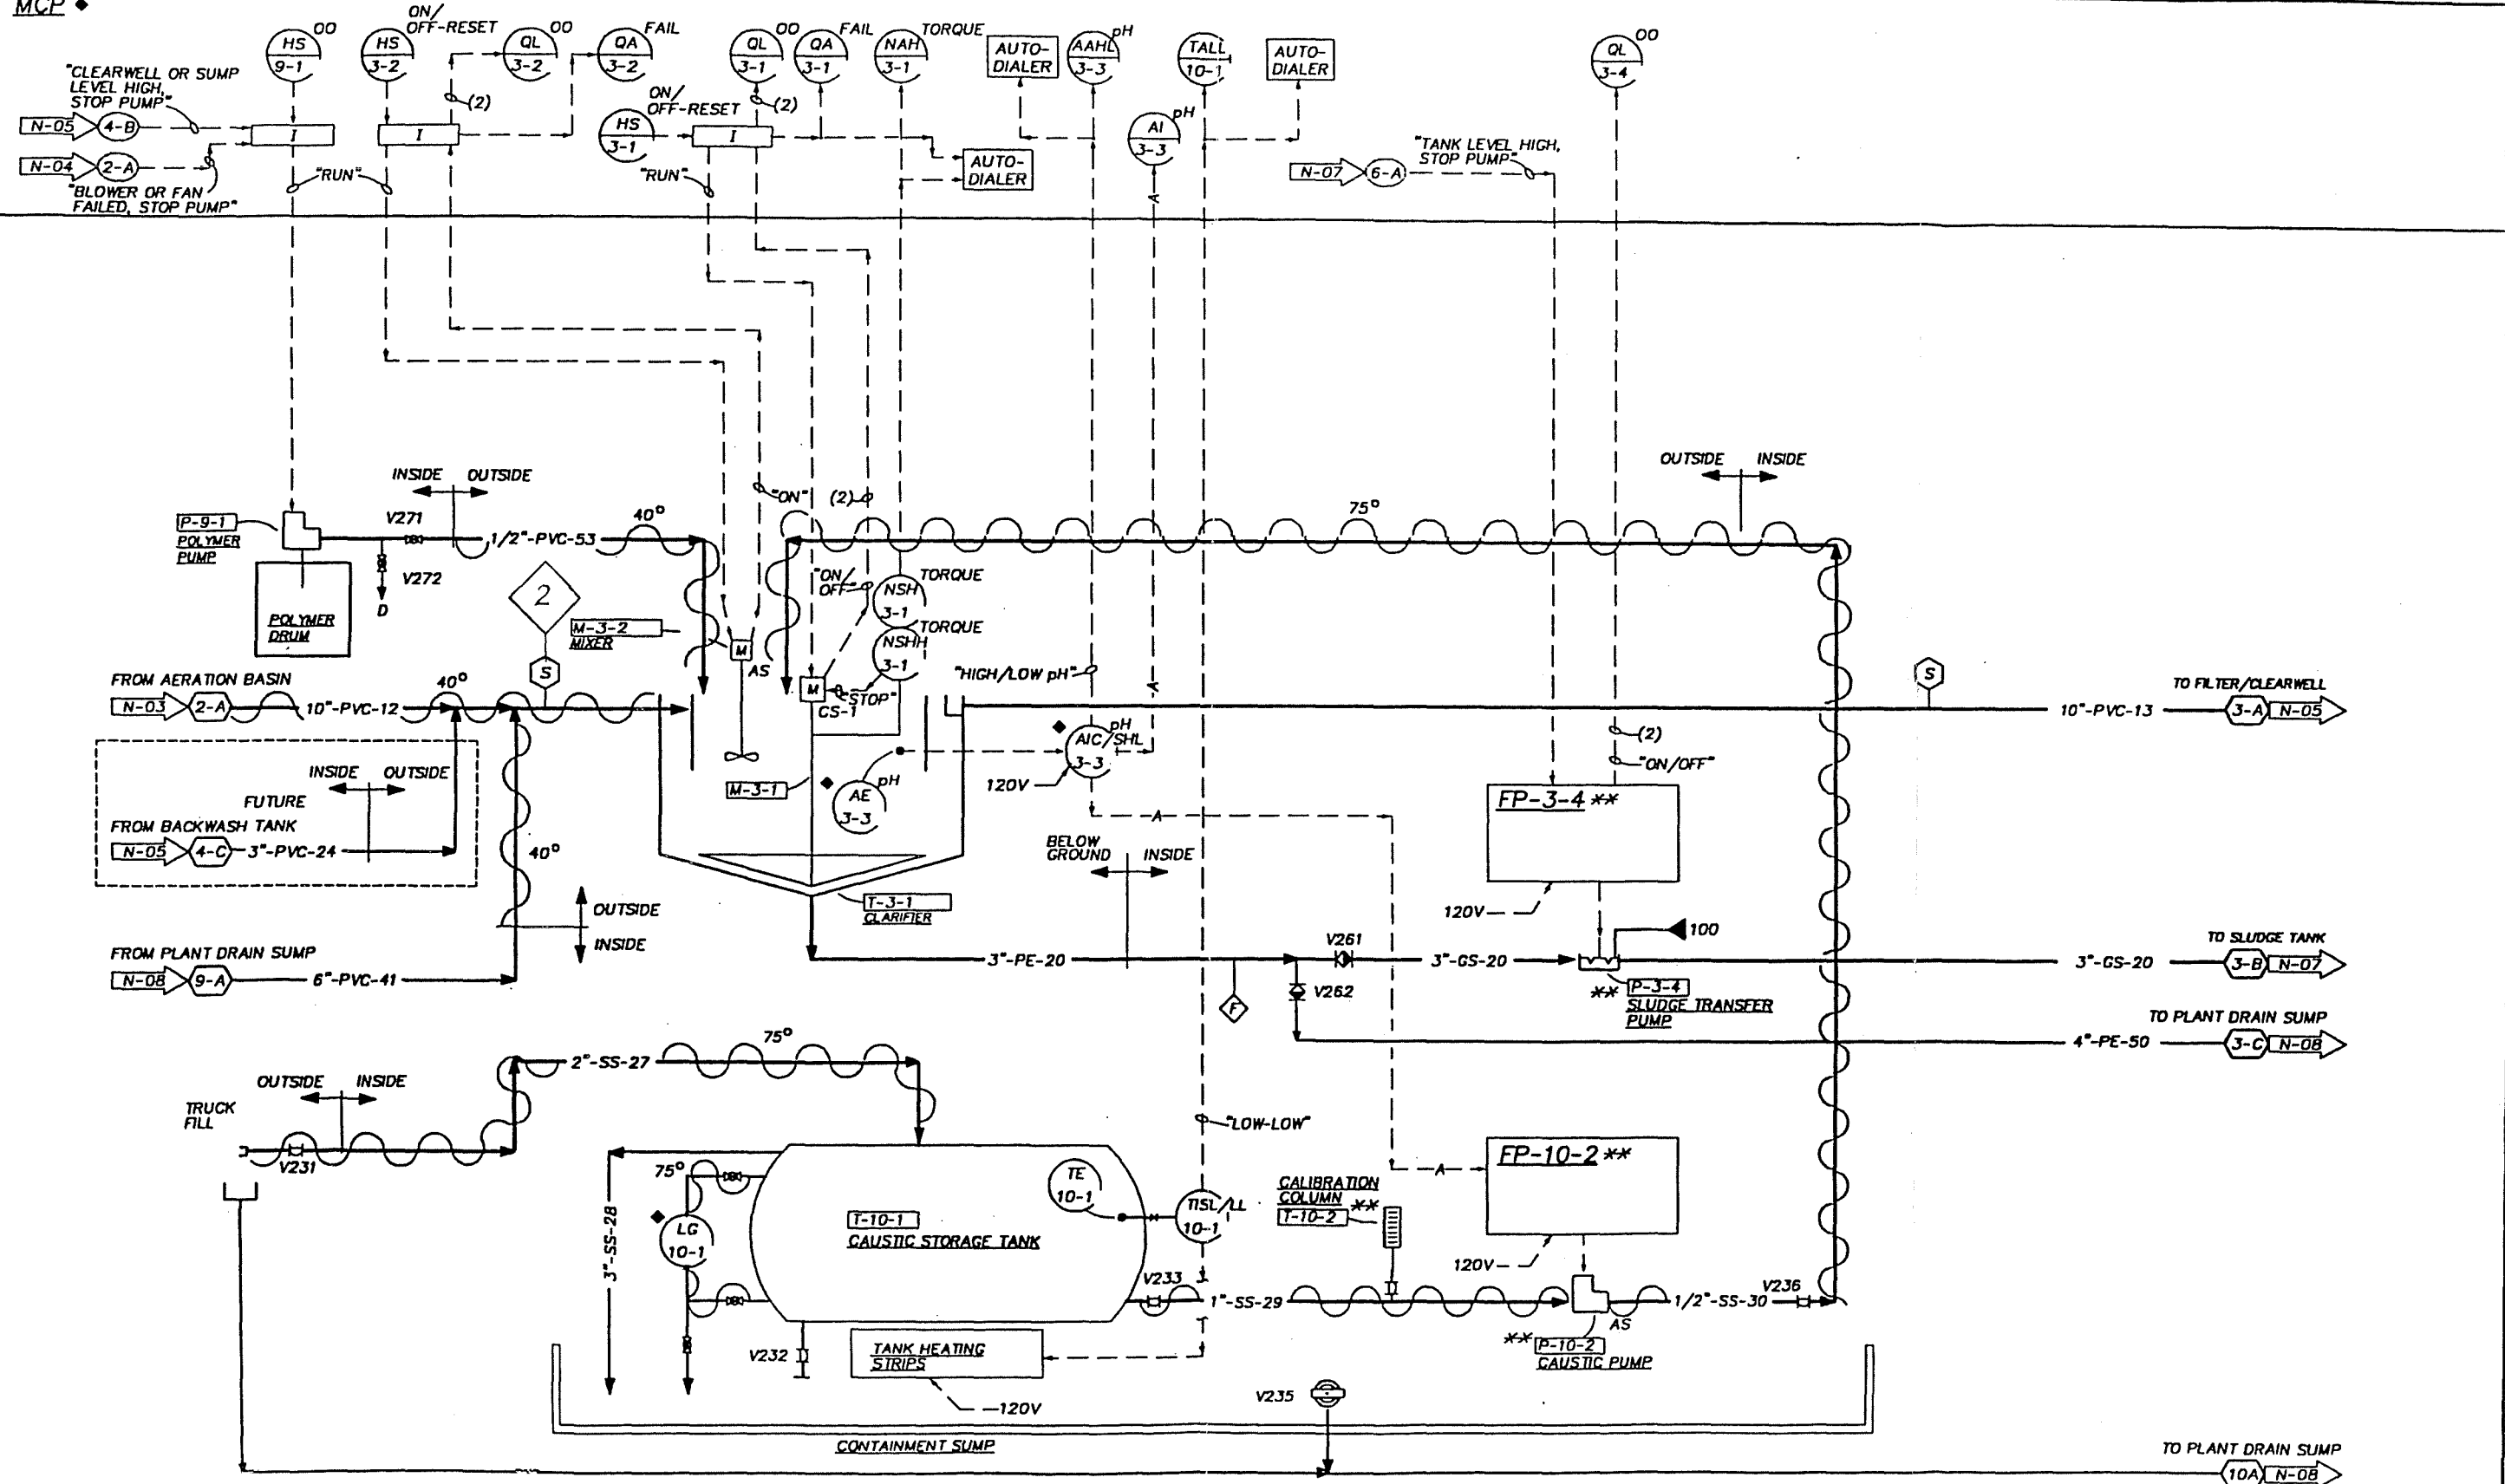 MCP ◆
HS
9-1
OO
ON/
OFF-RESET
HS
3-2
QL
3-2
OO
QA
3-2
FAIL
QL
3-1
OO
QA
3-1
FAIL
NAH
3-1
TORQUE
AUTO-
DIALER
AAHL
3-3
pH
TALL
10-1
AUTO-
DIALER
QL
3-4
OO
"CLEARWELL OR SUMP
LEVEL HIGH,
STOP PUMP"
N-05
4-B
I
(2)
I
ON/
OFF-RESET
HS
3-1
I
(2)
AI
3-3
pH
N-04
2-A
"BLOWER OR FAN
FAILED, STOP PUMP"
"RUN"
"RUN"
AUTO-
DIALER
A
N-07
6-A
"TANK LEVEL HIGH,
STOP PUMP"
INSIDE
OUTSIDE
OUTSIDE
INSIDE
P-9-1
POLYMER
PUMP
V271
1/2"-PVC-53
40°
"ON"
(2)
75°
V272
D
POLYMER
DRUM
2
S
M-3-2
MIXER
M
AS
"ON/
OFF"
NSH
3-1
TORQUE
NSHH
3-1
TORQUE
M
"STOP"
CS-1
"HIGH/LOW pH"
A
S
FROM AERATION BASIN
N-03
2-A
10"-PVC-12
40°
TO FILTER/CLEARWELL
10"-PVC-13
3-A
N-05
INSIDE
OUTSIDE
FUTURE
FROM BACKWASH TANK
N-05
4-C
3"-PVC-24
40°
M-3-1
AE
3-3
pH
AIC/SHL
3-3
pH
120V
A
(2)
"ON/OFF"
FP-3-4 **
120V
BELOW
GROUND
INSIDE
T-3-1
CLARIFIER
OUTSIDE
INSIDE
FROM PLANT DRAIN SUMP
N-08
9-A
6"-PVC-41
3"-PE-20
F
V261
V262
3"-GS-20
100
** P-3-4
SLUDGE TRANSFER
PUMP
TO SLUDGE TANK
3"-GS-20
3-B
N-07
TO PLANT DRAIN SUMP
4"-PE-50
3-C
N-08
2"-SS-27
75°
OUTSIDE
INSIDE
TRUCK
FILL
V231
"LOW-LOW"
75°
3"-SS-28
LG
10-1
T-10-1
CAUSTIC STORAGE TANK
TE
10-1
TISL/LL
10-1
CALIBRATION
COLUMN **
T-10-2
A
FP-10-2 **
120V
V233
1"-SS-29
1/2"-SS-30
V236
AS
** P-10-2
CAUSTIC PUMP
V232
TANK HEATING
STRIPS
120V
V235
CONTAINMENT SUMP
TO PLANT DRAIN SUMP
10A
N-08